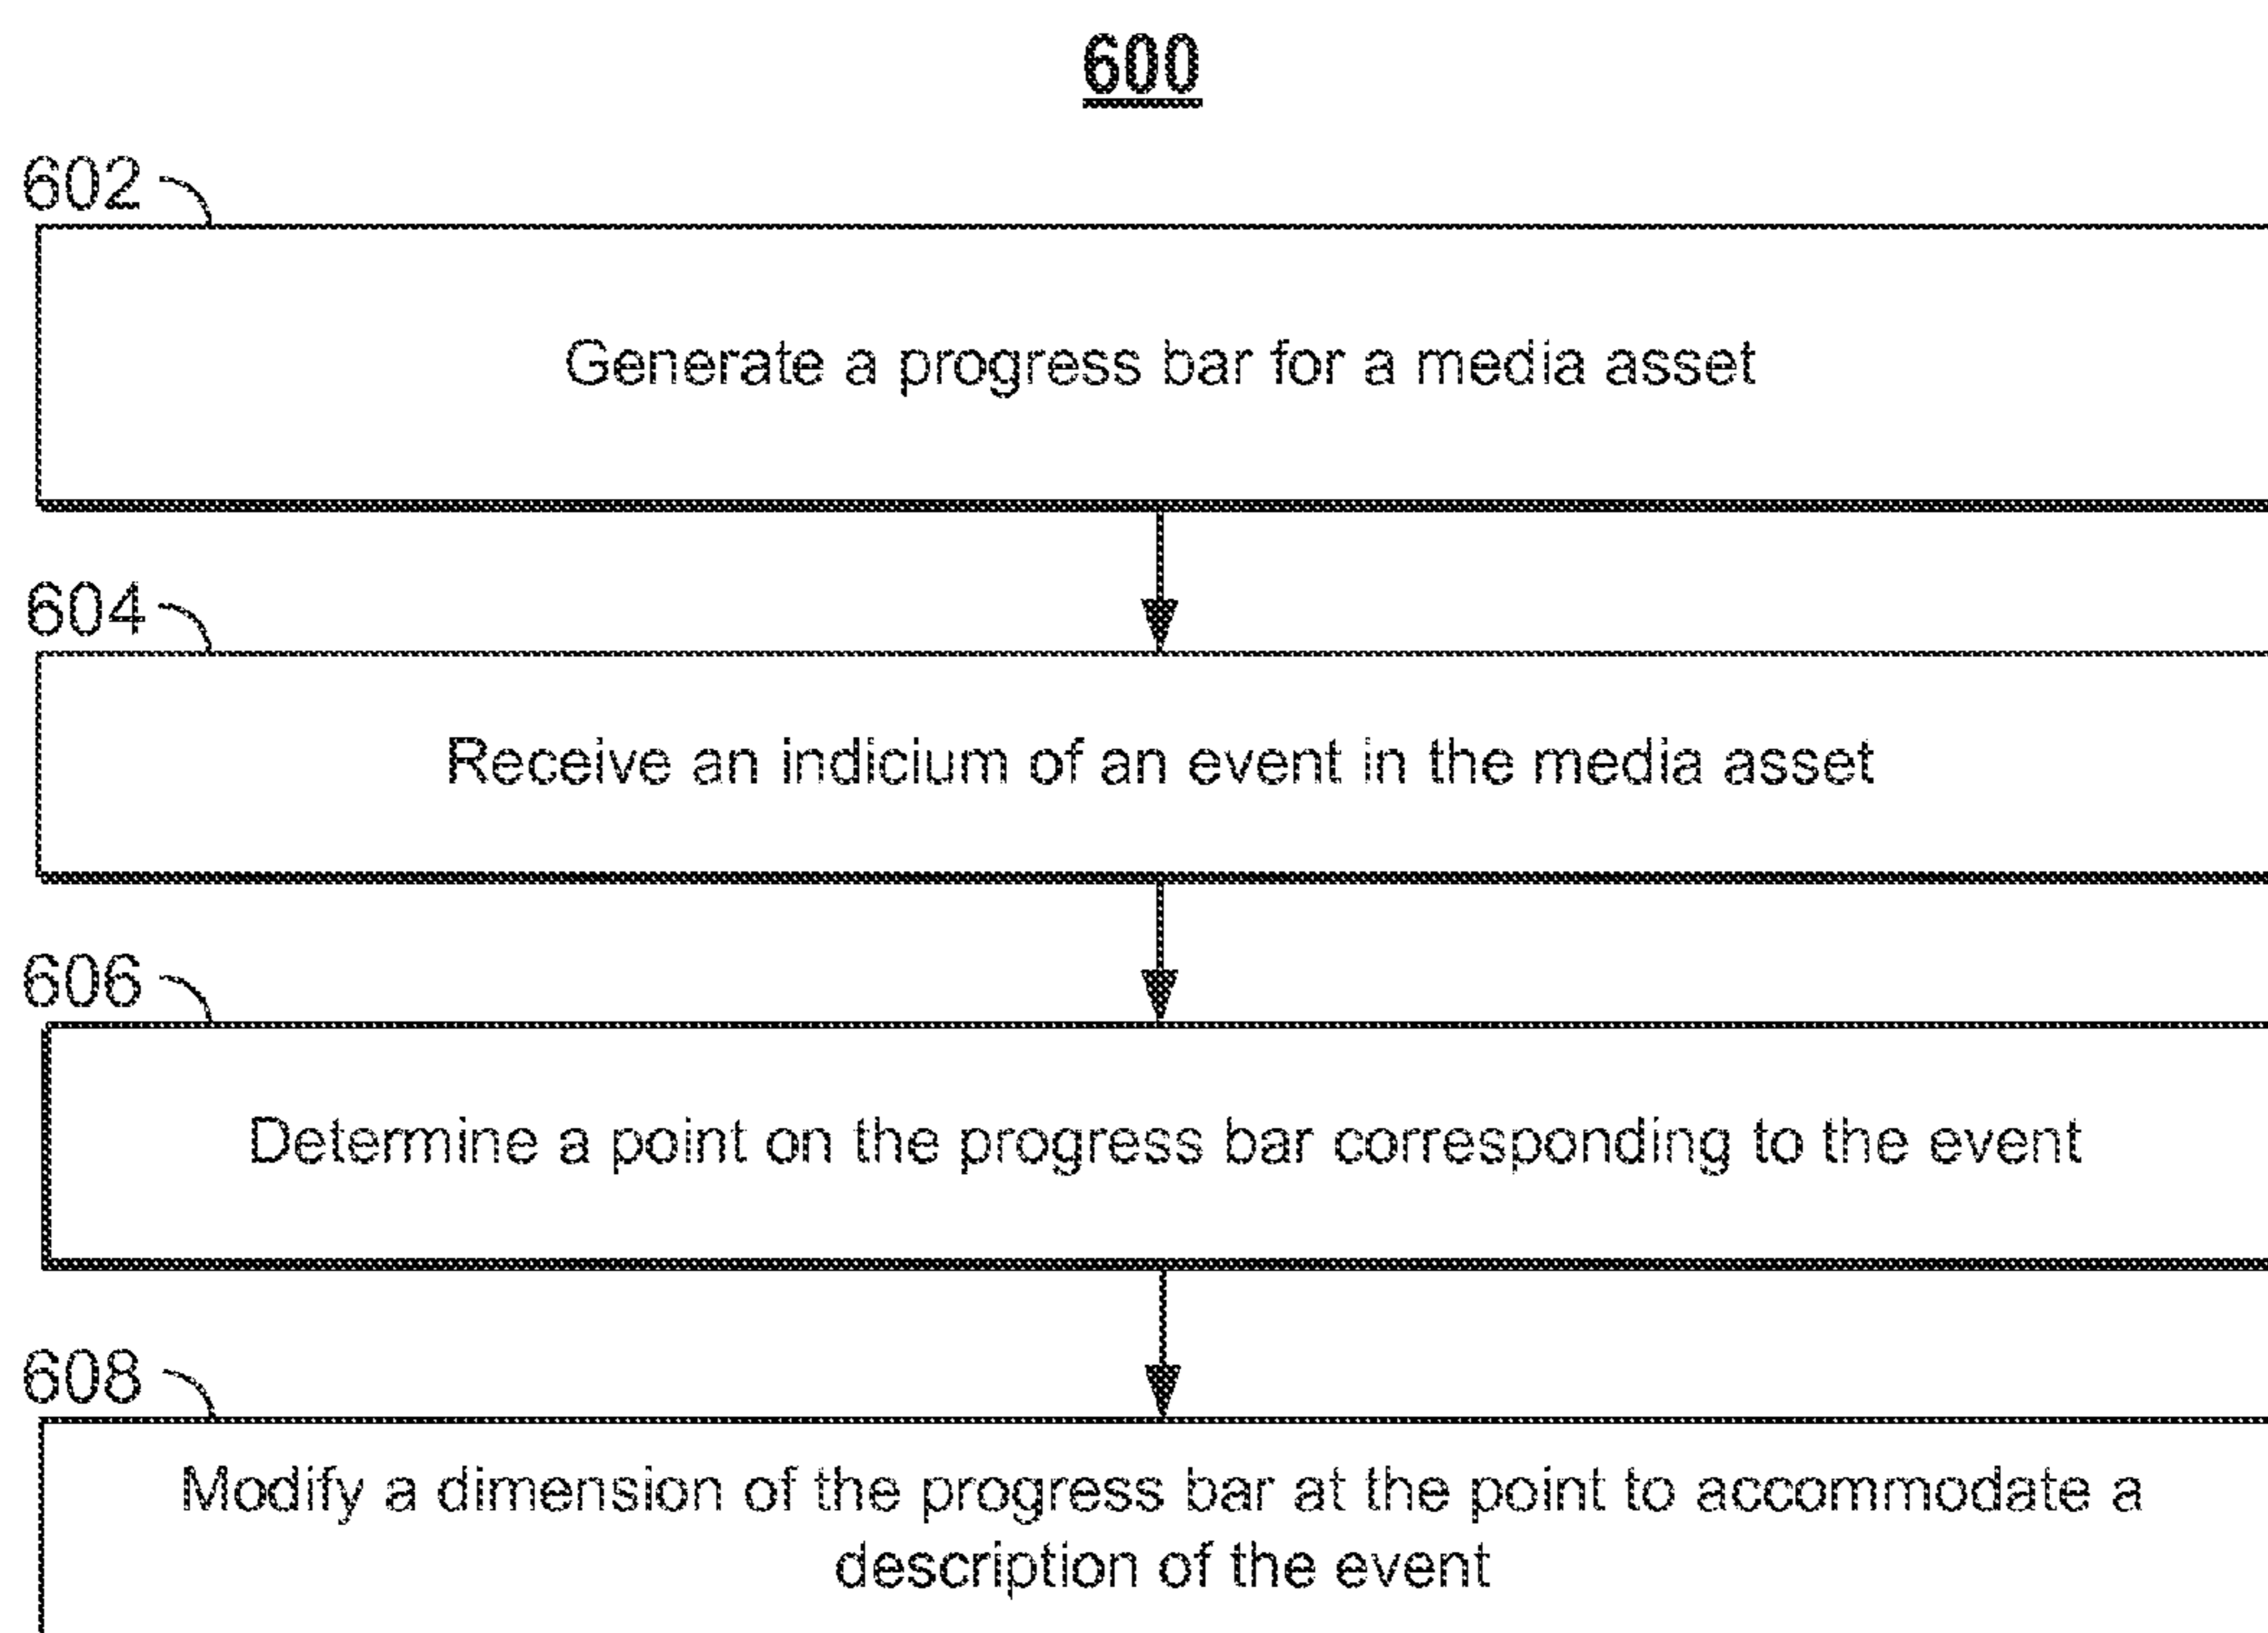 600
602
Generate a progress bar for a media asset
604
Receive an indicium of an event in the media asset
606
Determine a point on the progress bar corresponding to the event
608
Modify a dimension of the progress bar at the point to accommodate a
description of the event